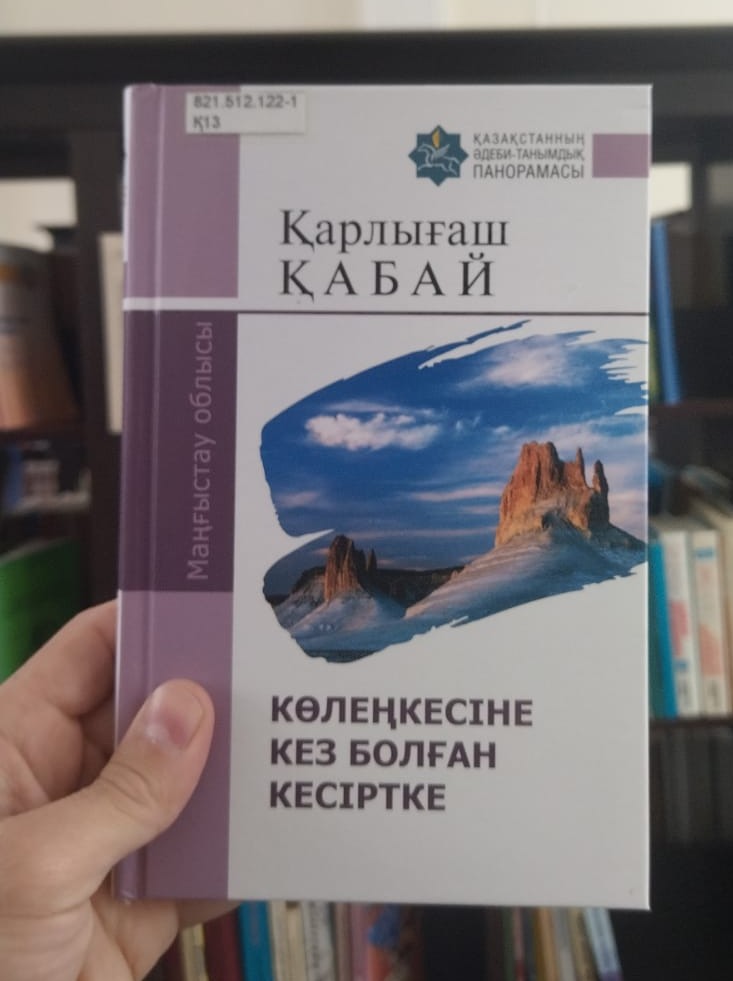 821.512.122-1
Қ13
ҚАЗАҚСТАННЫҢ
ӘДЕБИ-ТАНЫМДЫҚ
ПАНОРАМАСЫ
Қарлығаш
ҚАБАЙ
Маңғыстау облысы
КӨЛЕҢКЕСІНЕ
КЕЗ БОЛҒАН
КЕСІРТКЕ